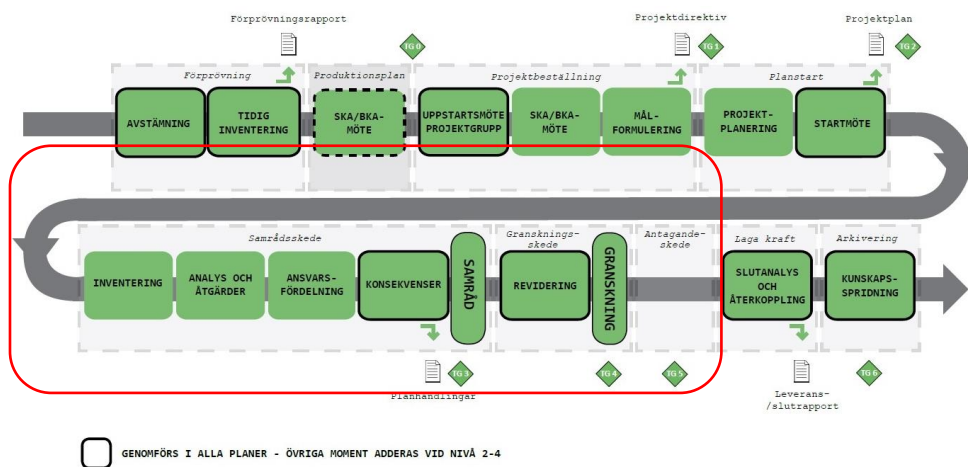 Förprövningsrapport
Projektdirektiv
Projektplan
TG 0
TG 1
TG 2
Förprövning
Produktionsplan
Projektbeställning
Planstart
AVSTÄMNING
TIDIG
INVENTERING
SKA/BKA-
MÖTE
UPPSTARTSMÖTE
PROJEKTGRUPP
SKA/BKA-
MÖTE
MÅL-
FORMULERING
PROJEKT-
PLANERING
STARTMÖTE
Samrådsskede
Gransknings-
skede
Antagande-
skede
Laga kraft
Arkivering
INVENTERING
ANALYS OCH
ÅTGÄRDER
ANSVARS-
FÖRDELNING
KONSEKVENSER
SAMRÅD
REVIDERING
GRANSKNING
SLUTANALYS
OCH
ÅTERKOPPLING
KUNSKAPS-
SPRIDNING
TG 3
TG 4
TG 5
TG 6
Planhandlingar
Leverans-
/slutrapport
GENOMFÖRS I ALLA PLANER - ÖVRIGA MOMENT ADDERAS VID NIVÅ 2-4